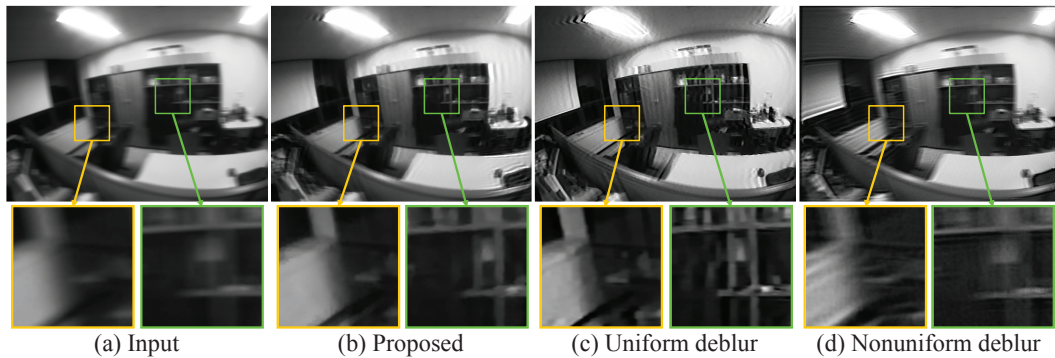 (a) Input
(b) Proposed
(c) Uniform deblur
(d) Nonuniform deblur